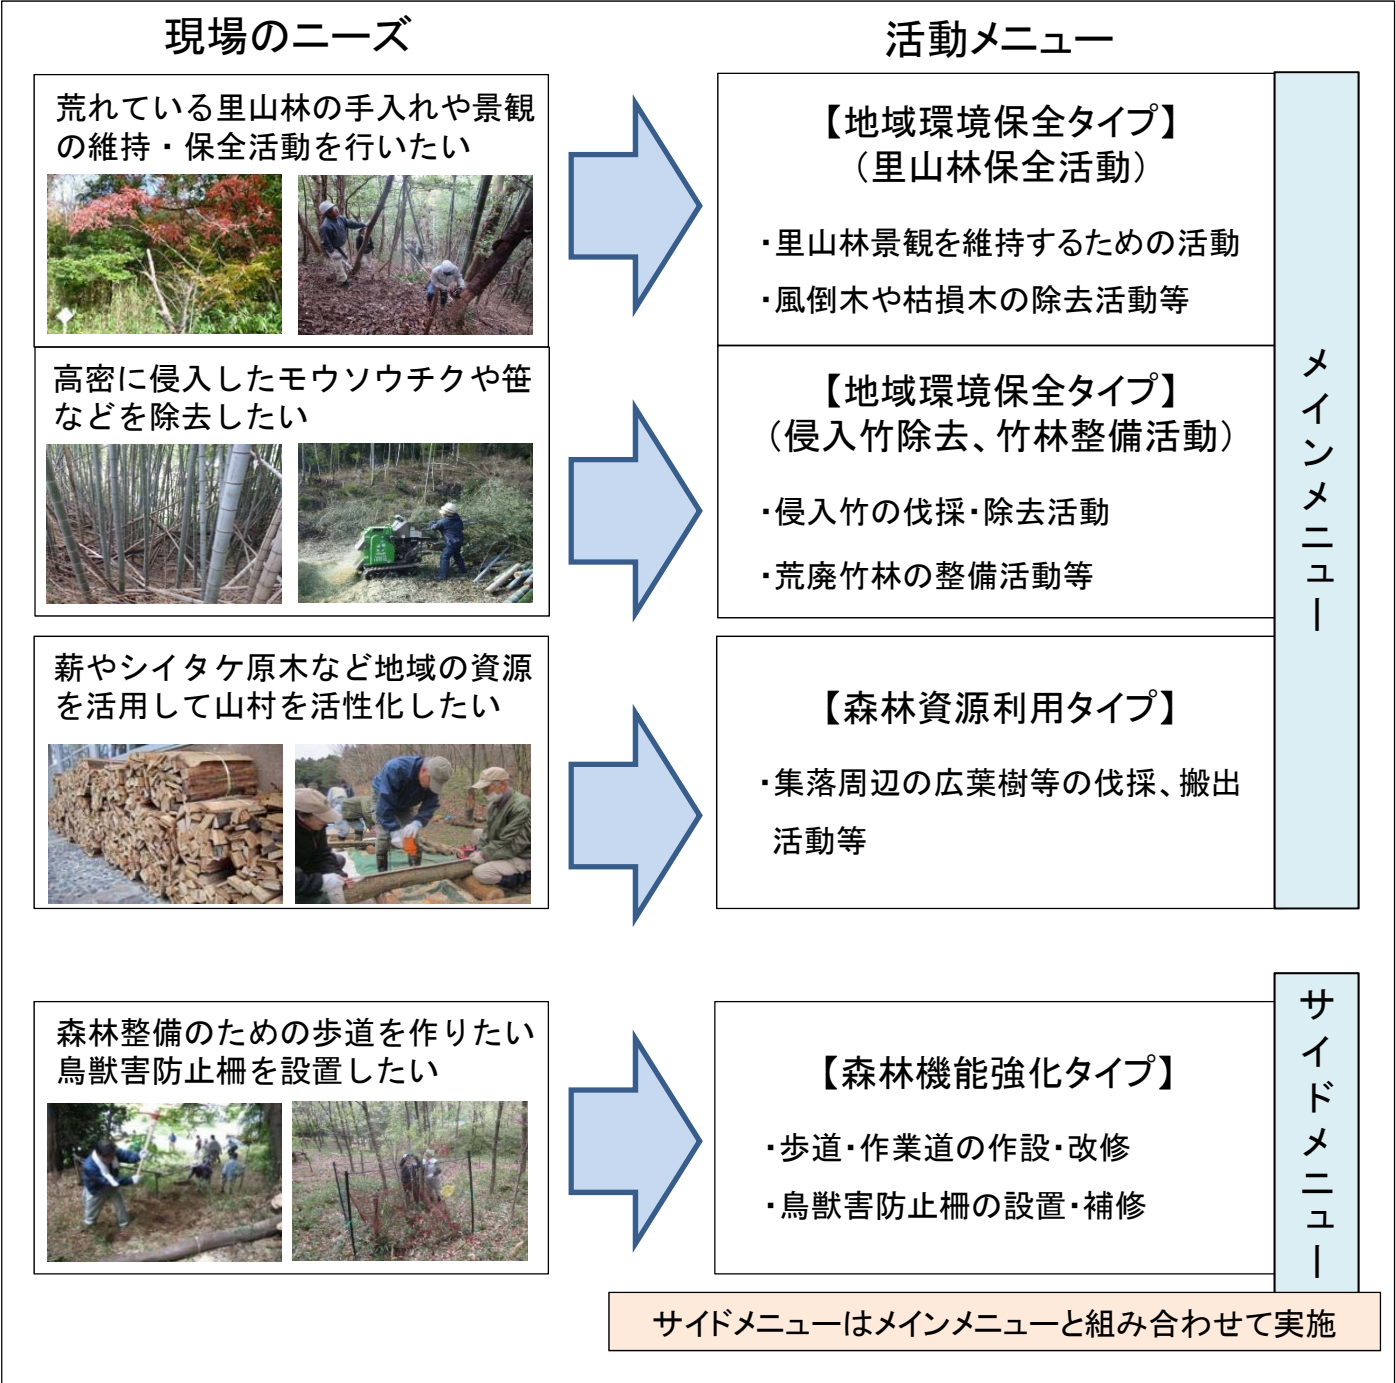 現場のニーズ
活動メニュー
荒れている里山林の手入れや景観
の維持・保全活動を行いたい
【地域環境保全タイプ】
（里山林保全活動）
・里山林景観を維持するための活動
・風倒木や枯損木の除去活動等
高密に侵入したモウソウチクや笹
などを除去したい
【地域環境保全タイプ】
（侵入竹除去、竹林整備活動）
・侵入竹の伐採・除去活動
・荒廃竹林の整備活動等
薪やシイタケ原木など地域の資源
を活用して山村を活性化したい
【森林資源利用タイプ】
・集落周辺の広葉樹等の伐採、搬出
活動等
メインメニュー
森林整備のための歩道を作りたい
鳥獣害防止柵を設置したい
【森林機能強化タイプ】
・歩道・作業道の作設・改修
・鳥獣害防止柵の設置・補修
サイドメニュー
サイドメニューはメインメニューと組み合わせて実施